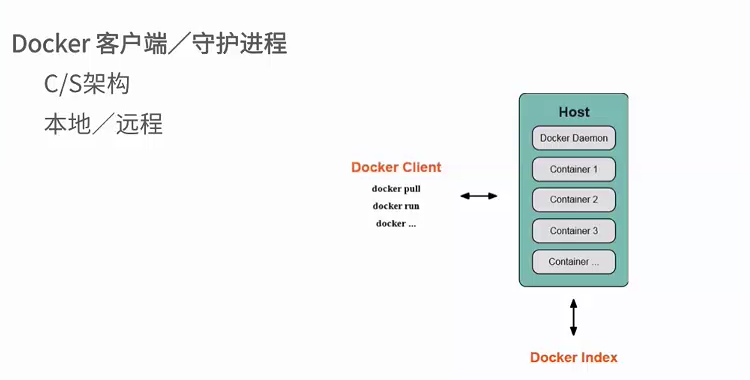 Docker 客户端／守护进程
C/S架构
本地／远程
Host
Docker Daemon
Container 1
Container 2
Container 3
Container ...
Docker Client
docker pull
docker run
docker ...
Docker Index